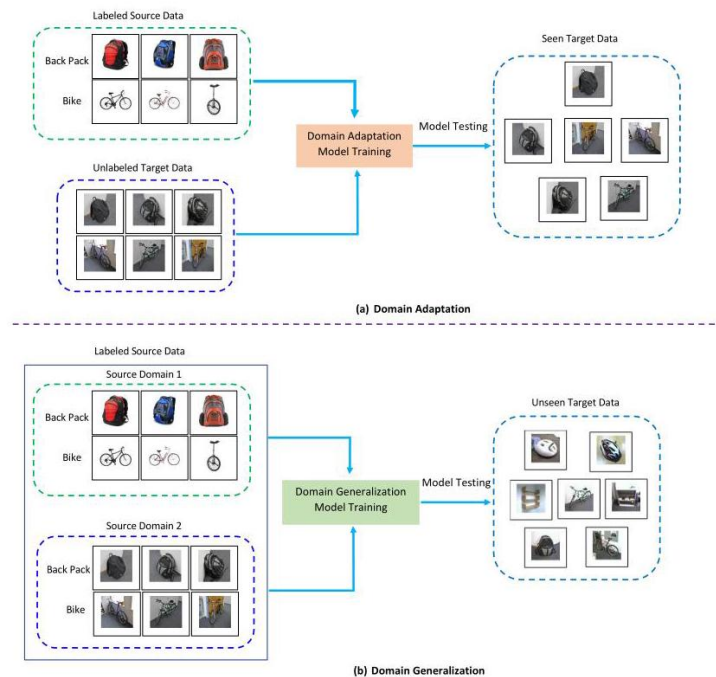 Labeled Source Data
Back Pack
Bike
Unlabeled Target Data
Domain Adaptation
Model Training
Model Testing
Seen Target Data
(a) Domain Adaptation
Labeled Source Data
Source Domain 1
Back Pack
Bike
Source Domain 2
Back Pack
Bike
Domain Generalization
Model Training
Model Testing
Unseen Target Data
(b) Domain Generalization